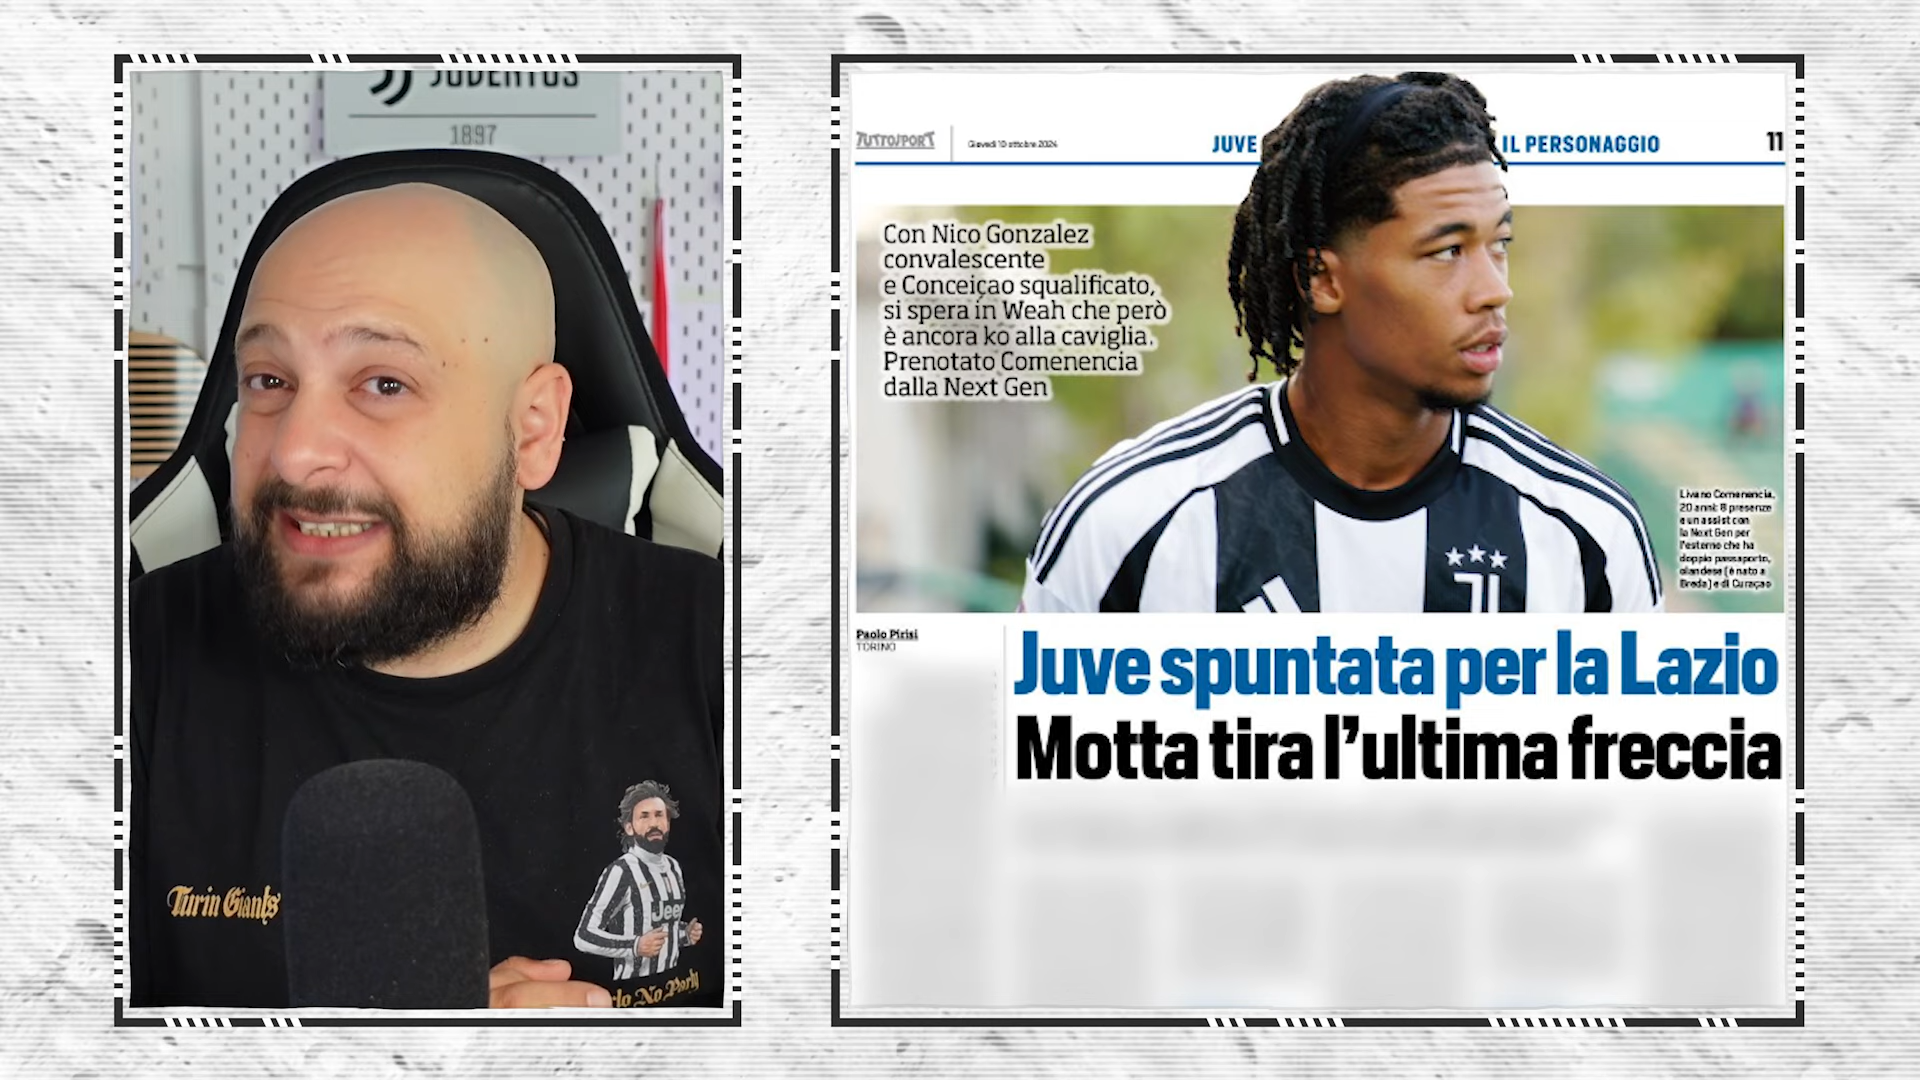 JUVENTUS
1897
Turin Giants
Jeep
No Party
TUTTOSPORT
Giovedì 10 ottobre 2024
JUVE
IL PERSONAGGIO
11
Con Nico Gonzalez
convalescente
e Conceiçao squalificato,
si spera in Weah che però
è ancora ko alla caviglia.
Prenotato Comenencia
dalla Next Gen
Livano Comenencia,
20 anni: 8 presenze
e un assist con
la Next Gen per
l'esterno che ha
doppio passaporto,
olandese (è nato a
Breda) e di Curaçao
Paolo Pirisi
TORINO
Juve spuntata per la Lazio
Motta tira l'ultima freccia